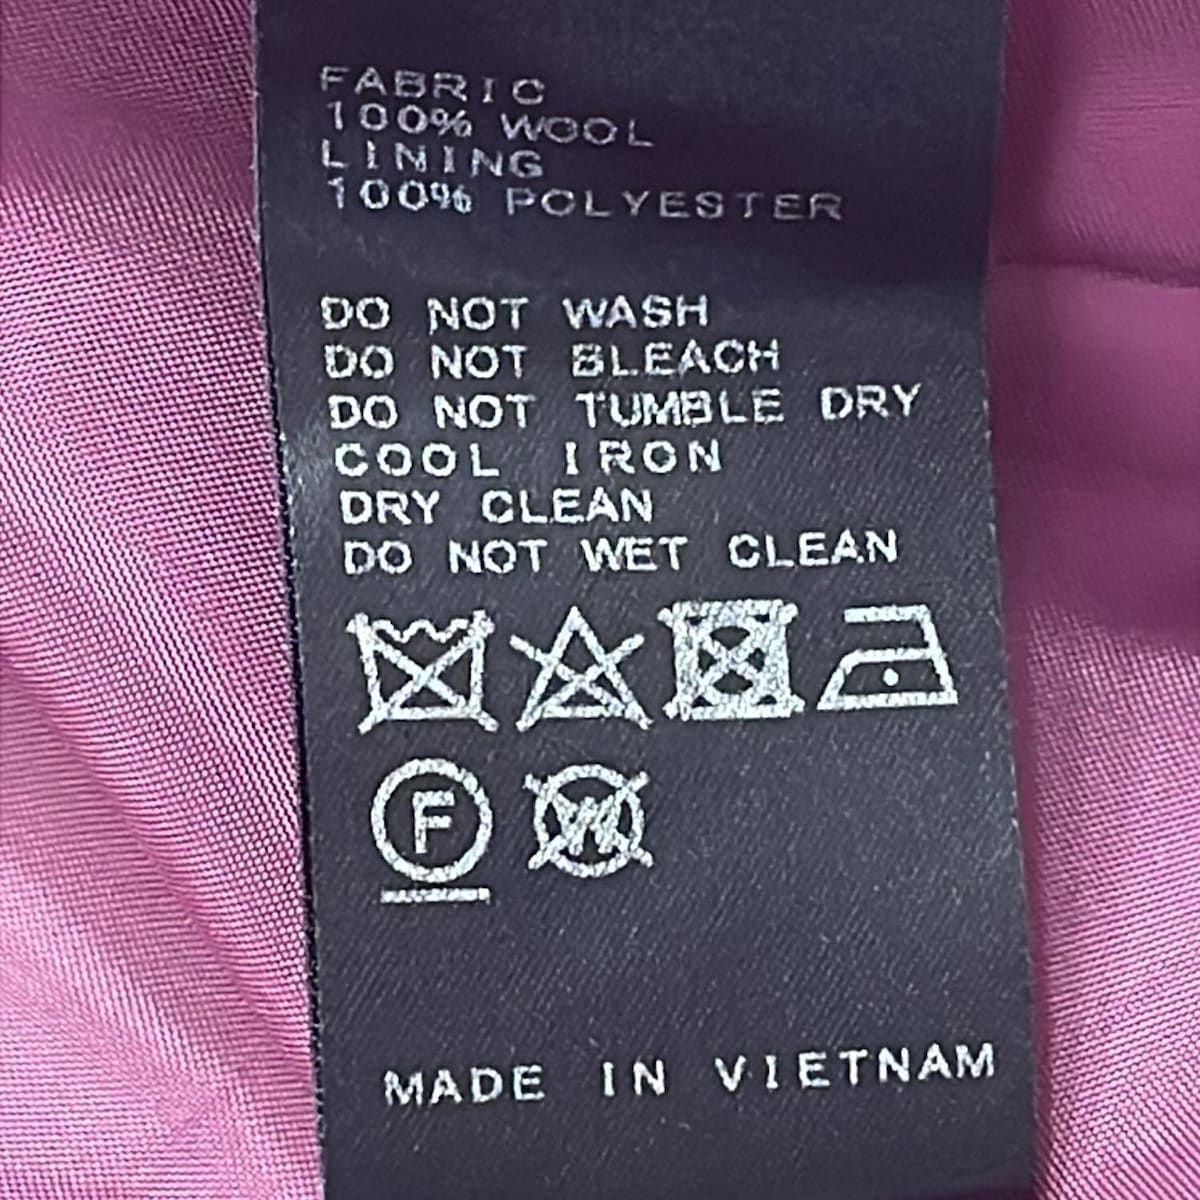 FABRIC
100% WOOL
LINING
100% POLYESTER
DO NOT WASH
DO NOT BLEACH
DO NOT TUMBLE DRY
COOL IRON
DRY CLEAN
DO NOT WET CLEAN
F W
MADE IN VIETNAM